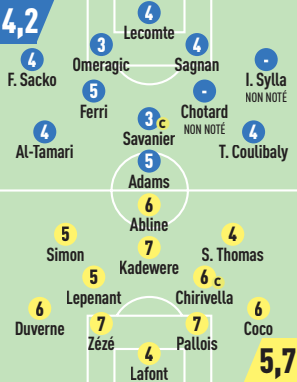 4,2
4
Lecomte
4
F. Sacko
3
Omeragic
4
Sagnan
-
I. Sylla
NON NOTÉ
5
Ferri
-
Chotard
NON NOTÉ
4
Al-Tamari
3 C
Savanier
4
T. Coulibaly
5
Adams
6
Abline
5
Simon
7
Kadewere
4
S. Thomas
5
Lepenant
6 C
Chirivella
6
Duverne
7
Zézé
7
Pallois
6
Coco
4
Lafont
5,7